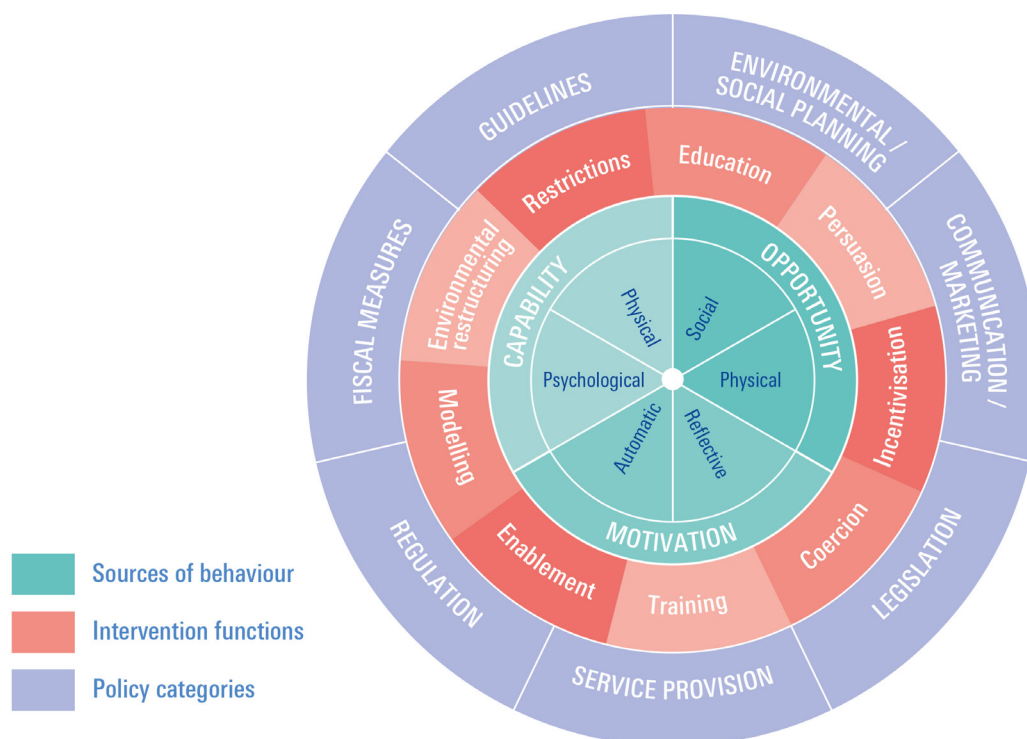 GUIDELINES
ENVIRONMENTAL /
SOCIAL PLANNING
COMMUNICATION /
MARKETING
LEGISLATION
SERVICE PROVISION
REGULATION
FISCAL MEASURES
Restrictions
Education
Persuasion
Incentivisation
Coercion
Training
Enablement
Modelling
Environmental
restructuring
CAPABILITY
OPPORTUNITY
MOTIVATION
Physical
Social
Psychological
Physical
Automatic
Reflective
Sources of behaviour
Intervention functions
Policy categories